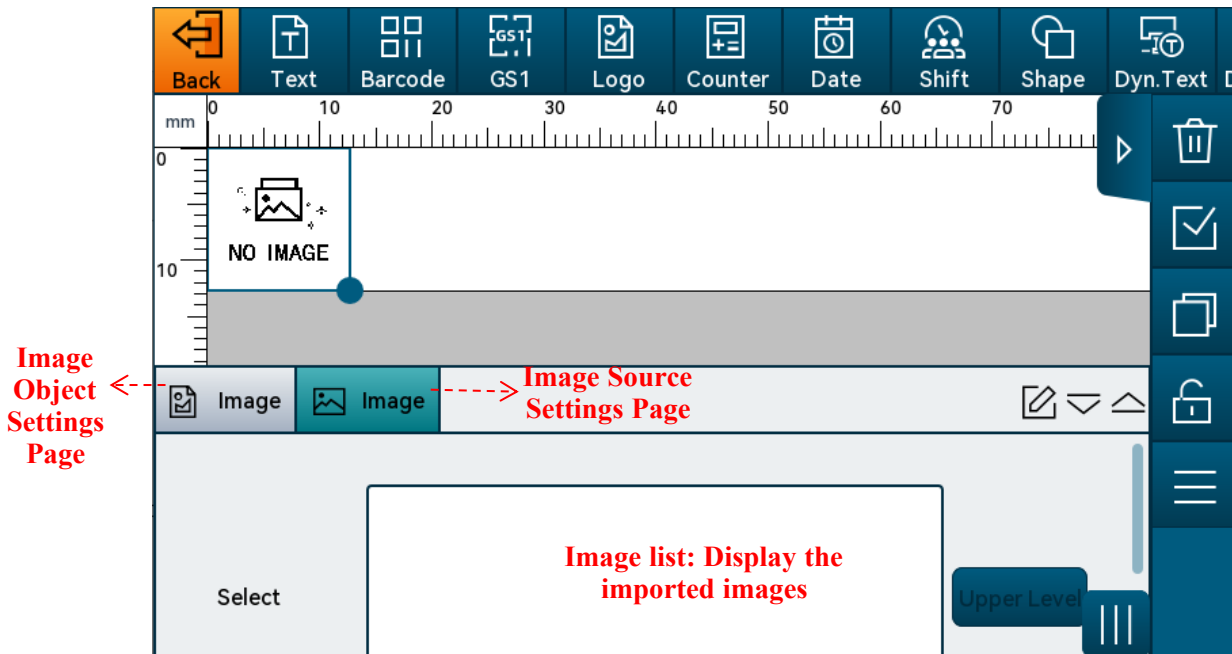 Back Text Barcode GS1 Logo Counter Date Shift Shape Dyn.Text D
GS1
mm 0 10 20 30 40 50 60 70
0
NO IMAGE
10
Image
Object
Settings
Page
Image Image
Image Source
Settings Page
Image list: Display the
imported images
Select
Upper Level